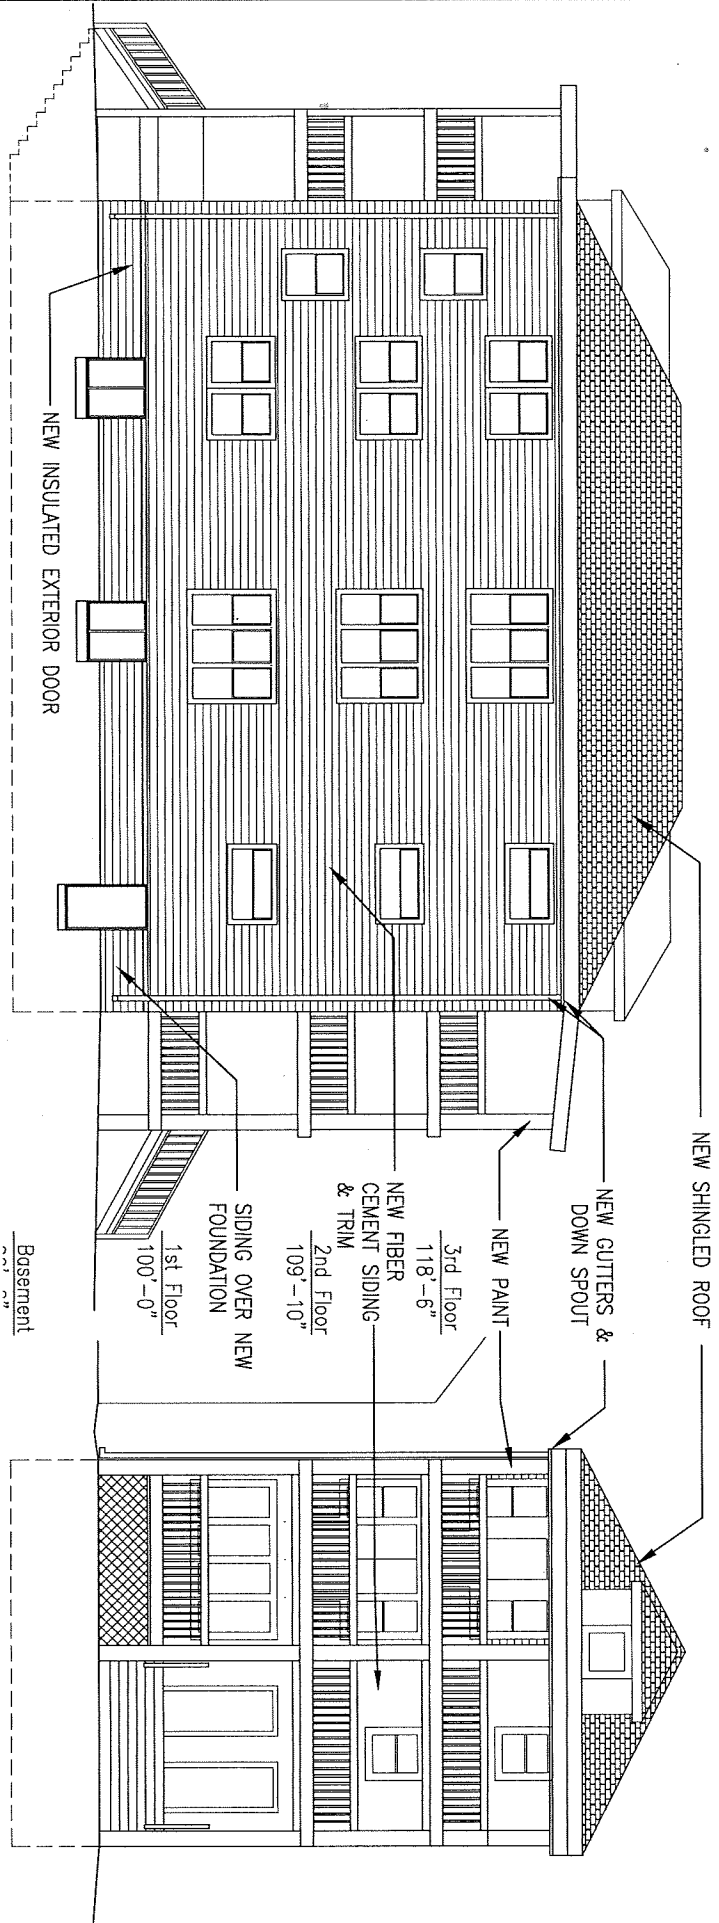 NEW SHINGLED ROOF
NEW GUTTERS &
DOWN SPOUT
NEW PAINT
3rd Floor
118'-6"
NEW FIBER
CEMENT SIDING
& TRIM
2nd Floor
109'-10"
SIDING OVER NEW
FOUNDATION
1st Floor
100'-0"
Basement
NEW INSULATED EXTERIOR DOOR